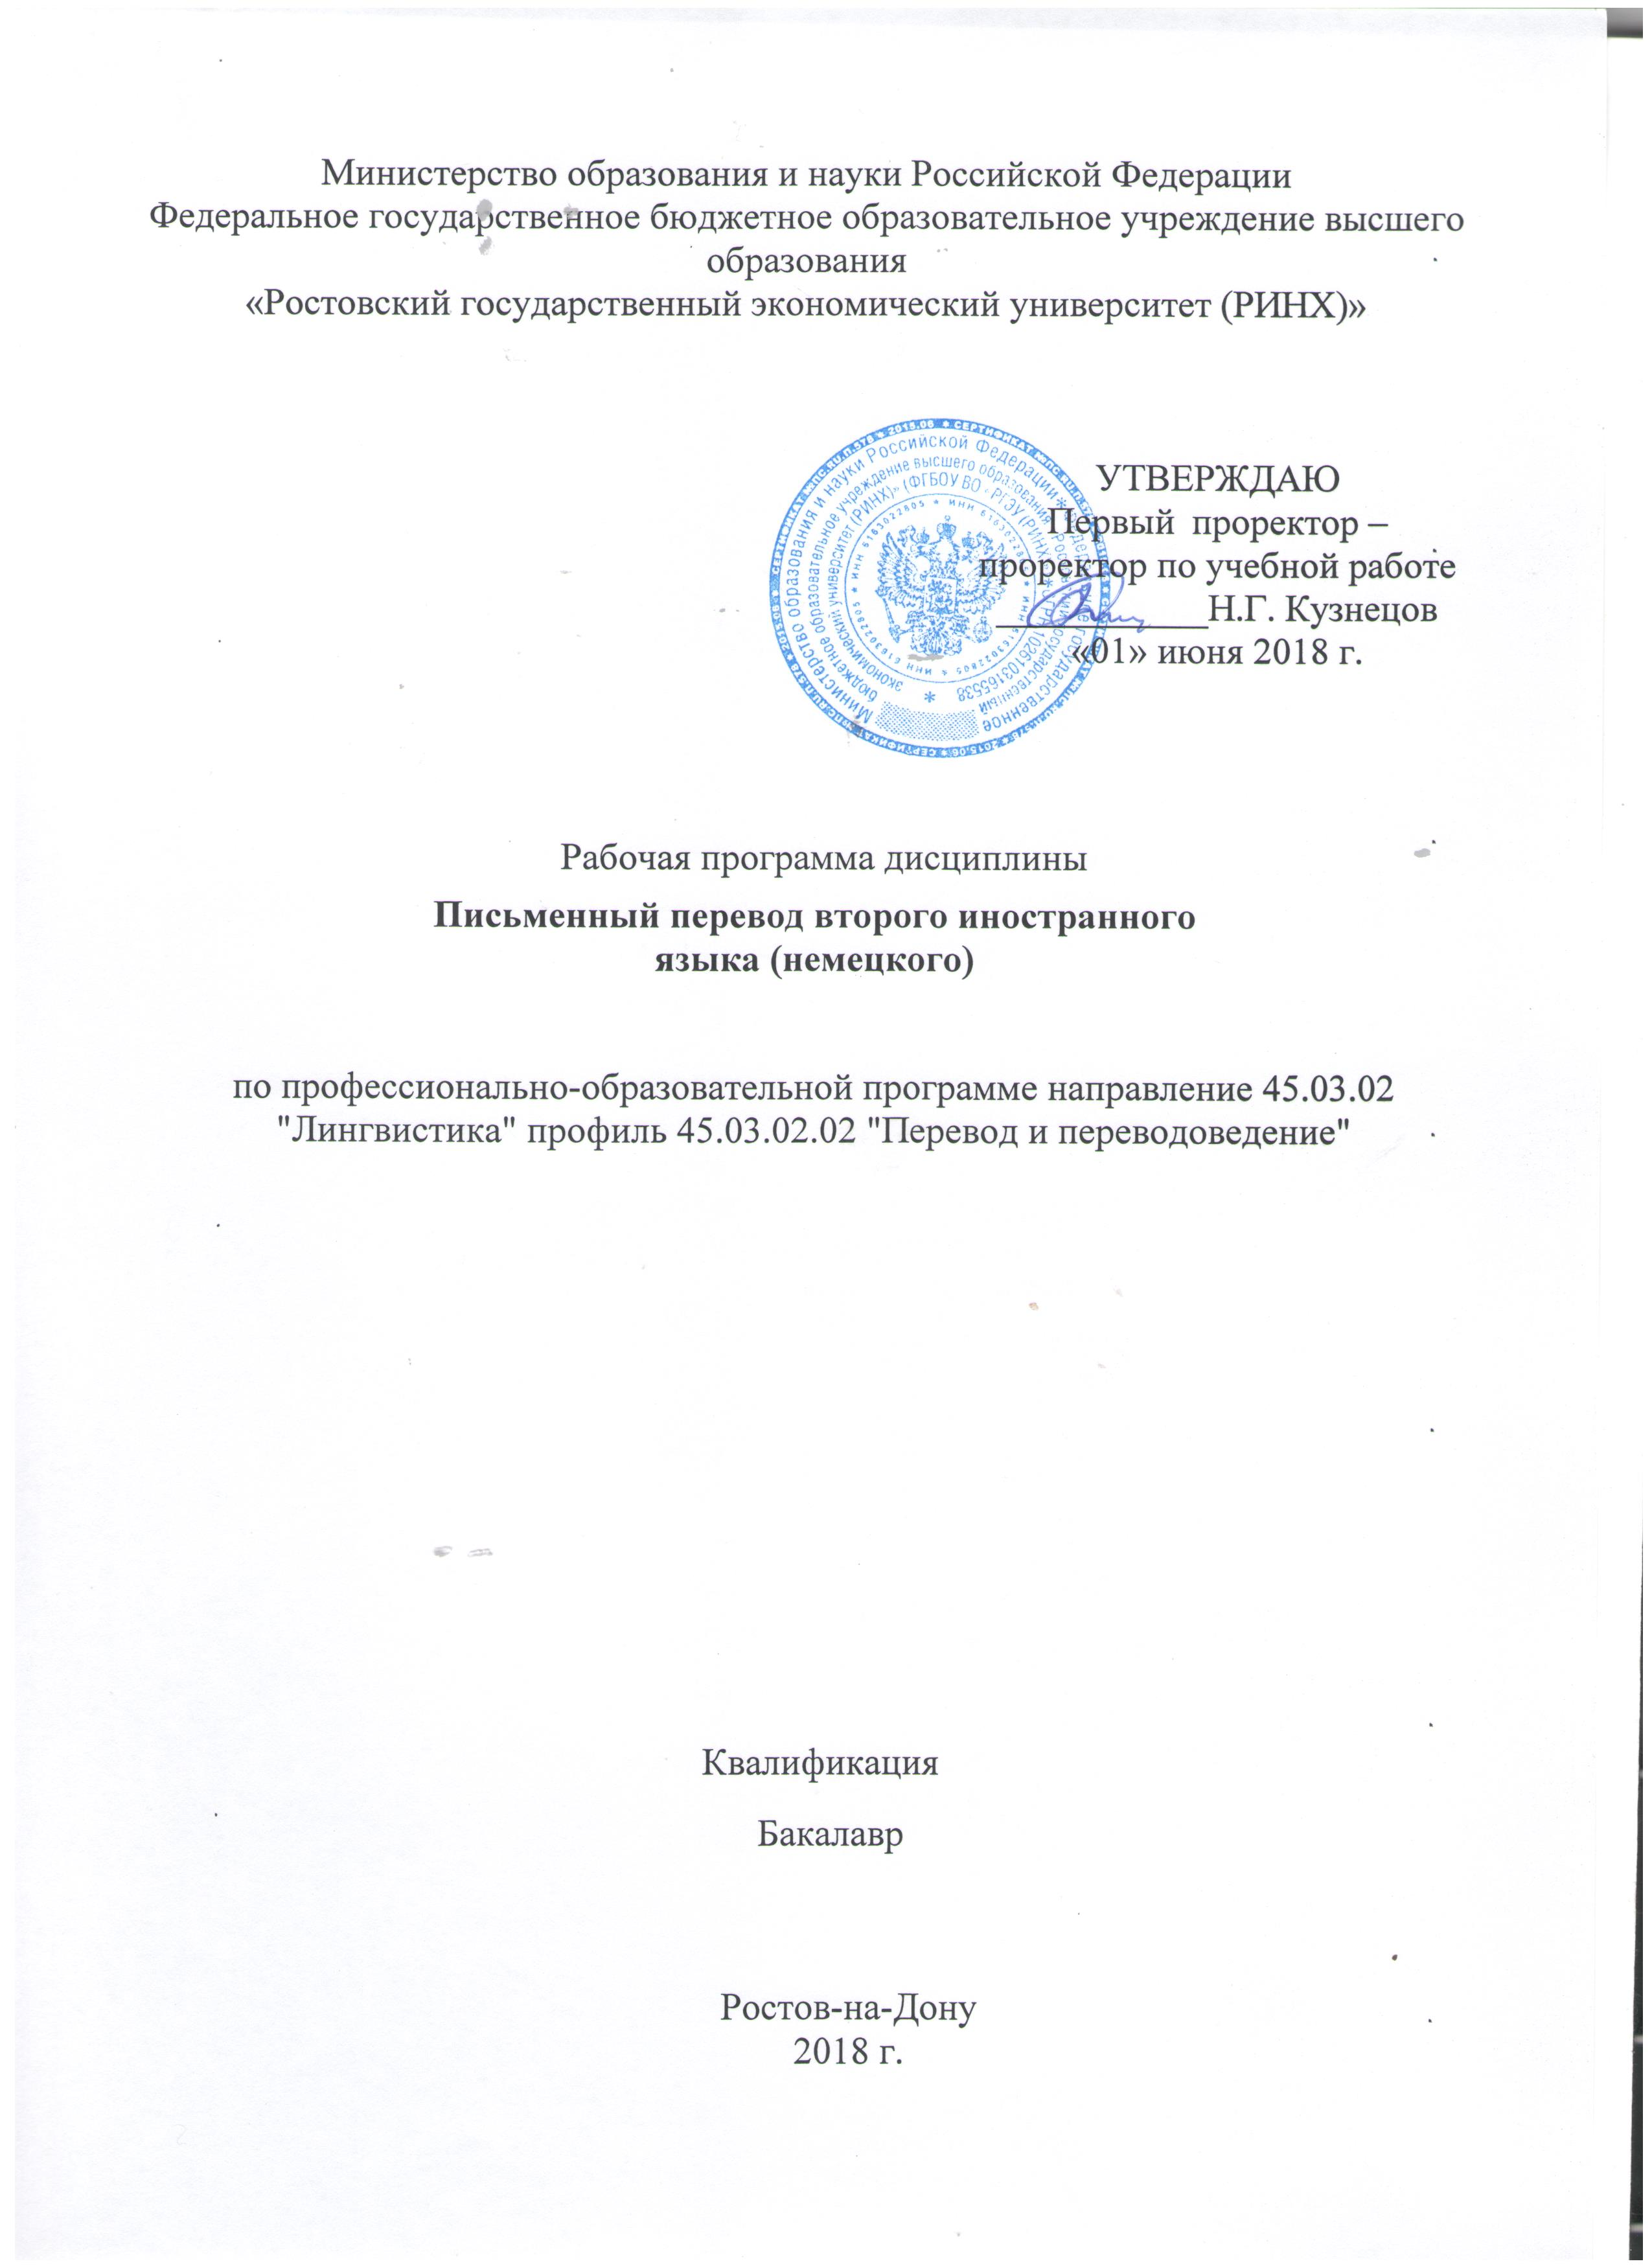 Министерство образования и науки Российской Федерации
Федеральное государственное бюджетное образовательное учреждение высшего
образования
«Ростовский государственный экономический университет (РИНХ)»
УТВЕРЖДАЮ
Первый проректор –
проректор по учебной работе
Н.Г. Кузнецов
«01» июня 2018 г.
Рабочая программа дисциплины
Письменный перевод второго иностранного
языка (немецкого)
по профессионально-образовательной программе направление 45.03.02
"Лингвистика" профиль 45.03.02.02 "Перевод и переводоведение"
Квалификация
Бакалавр
Ростов-на-Дону
2018 г.